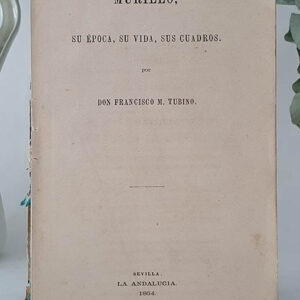 MURILLO,
SU ÉPOCA, SU VIDA, SUS CUADROS.
por
DON FRANCISCO M. TUBINO.
SEVILLA.
LA ANDALUCIA.
1864.